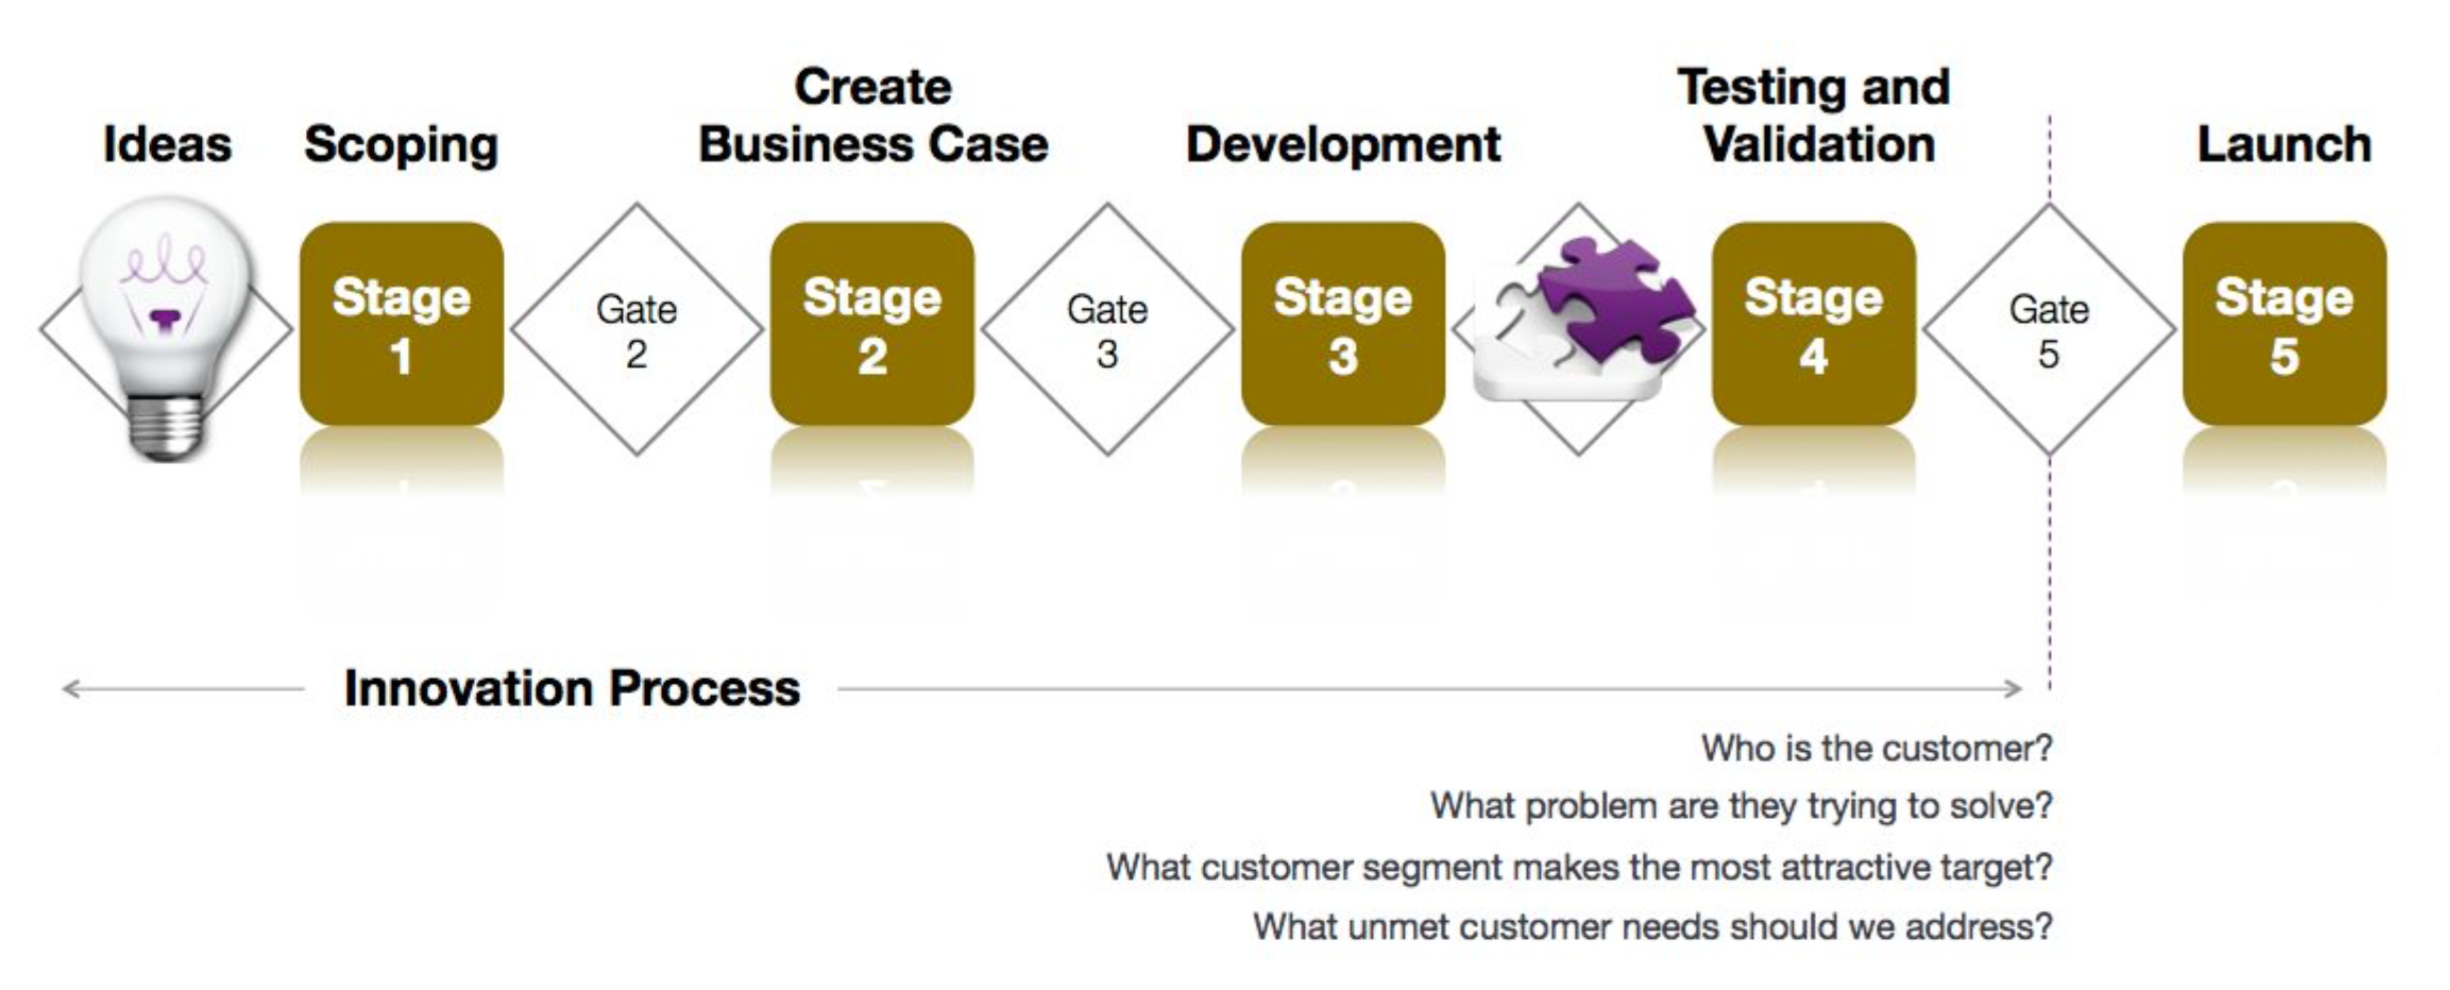 Ideas
Scoping
Create
Business Case
Development
Testing and
Validation
Launch
Stage
1
Gate
2
Stage
2
Gate
3
Stage
3
Stage
4
Gate
5
Stage
5
Innovation Process
Who is the customer?
What problem are they trying to solve?
What customer segment makes the most attractive target?
What unmet customer needs should we address?